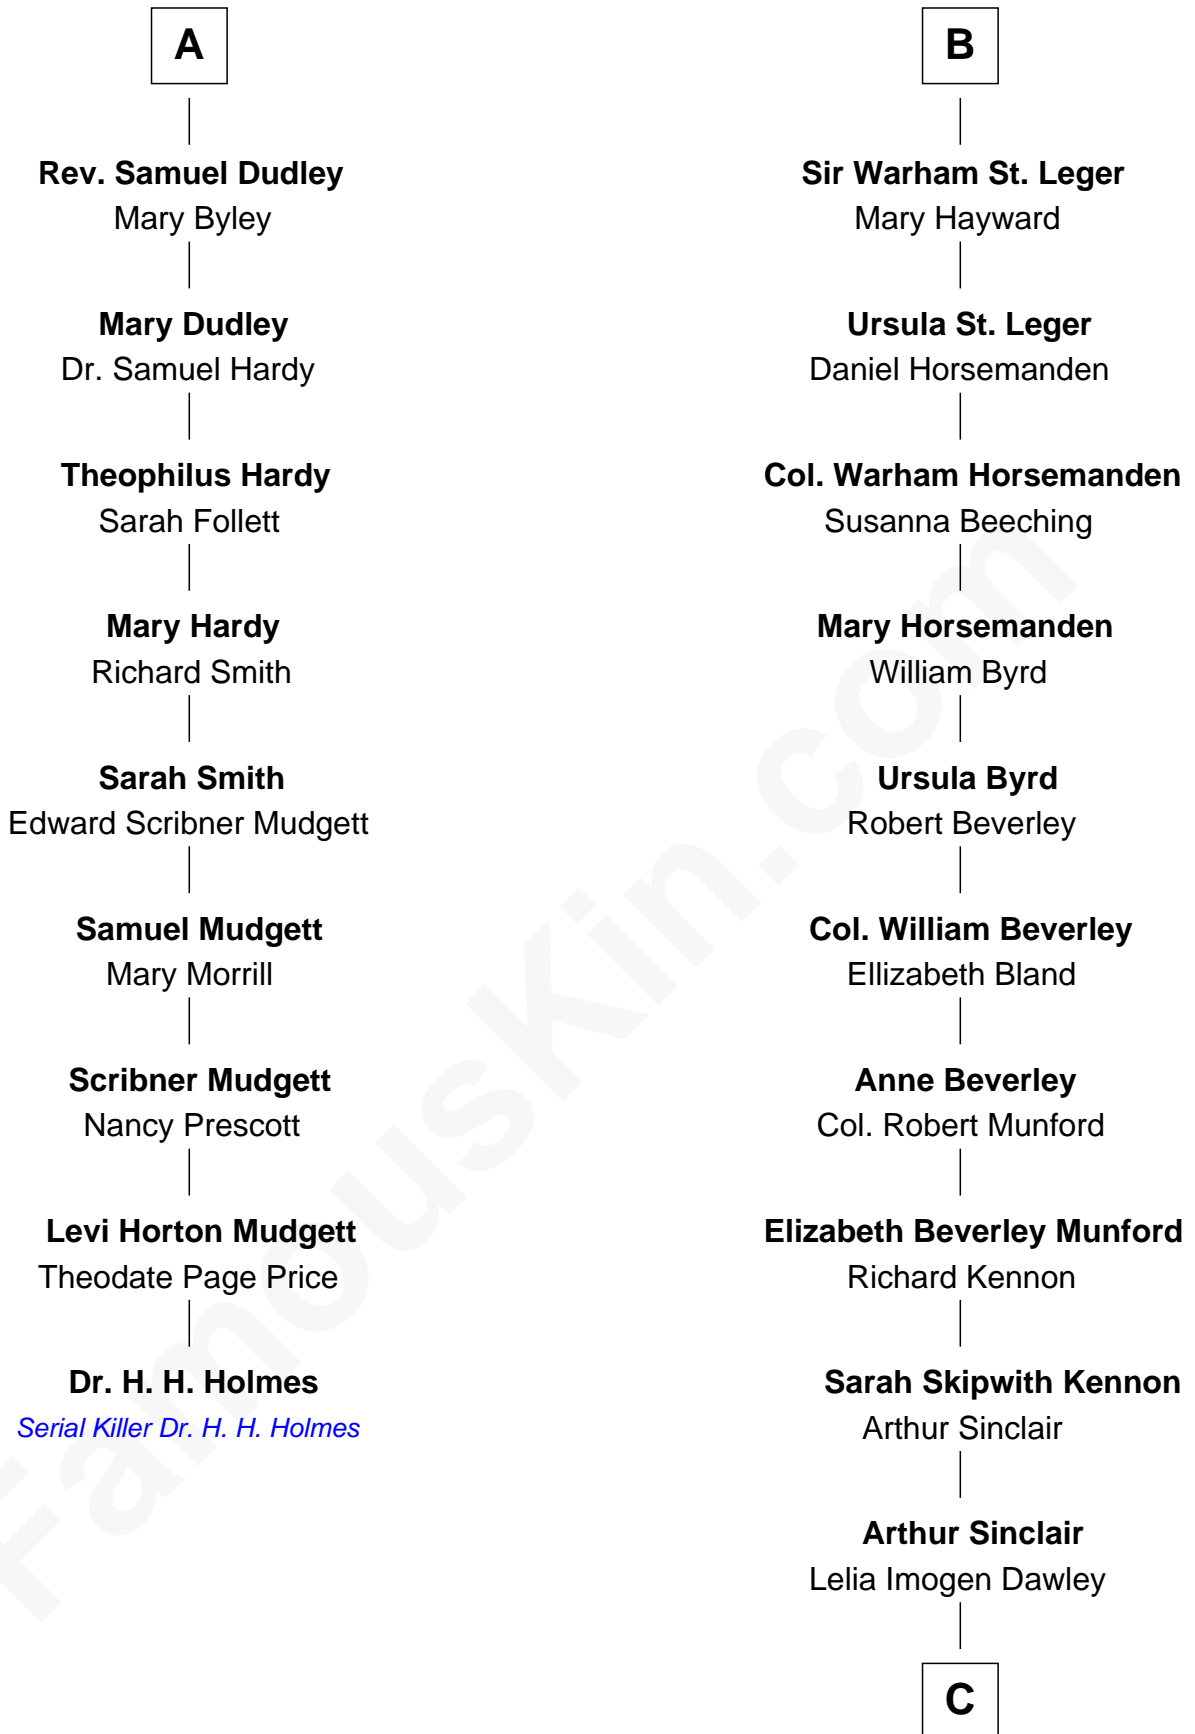 A
Rev. Samuel Dudley
Mary Byley
Mary Dudley
Dr. Samuel Hardy
Theophilus Hardy
Sarah Follett
Mary Hardy
Richard Smith
Sarah Smith
Edward Scribner Mudgett
Samuel Mudgett
Mary Morrill
Scribner Mudgett
Nancy Prescott
Levi Horton Mudgett
Theodate Page Price
Dr. H. H. Holmes
Serial Killer Dr. H. H. Holmes
B
Sir Warham St. Leger
Mary Hayward
Ursula St. Leger
Daniel Horsemanden
Col. Warham Horsemanden
Susanna Beeching
Mary Horsemanden
William Byrd
Ursula Byrd
Robert Beverley
Col. William Beverley
Ellizabeth Bland
Anne Beverley
Col. Robert Munford
Elizabeth Beverley Munford
Richard Kennon
Sarah Skipwith Kennon
Arthur Sinclair
Arthur Sinclair
Lelia Imogen Dawley
C
FamousKin.com